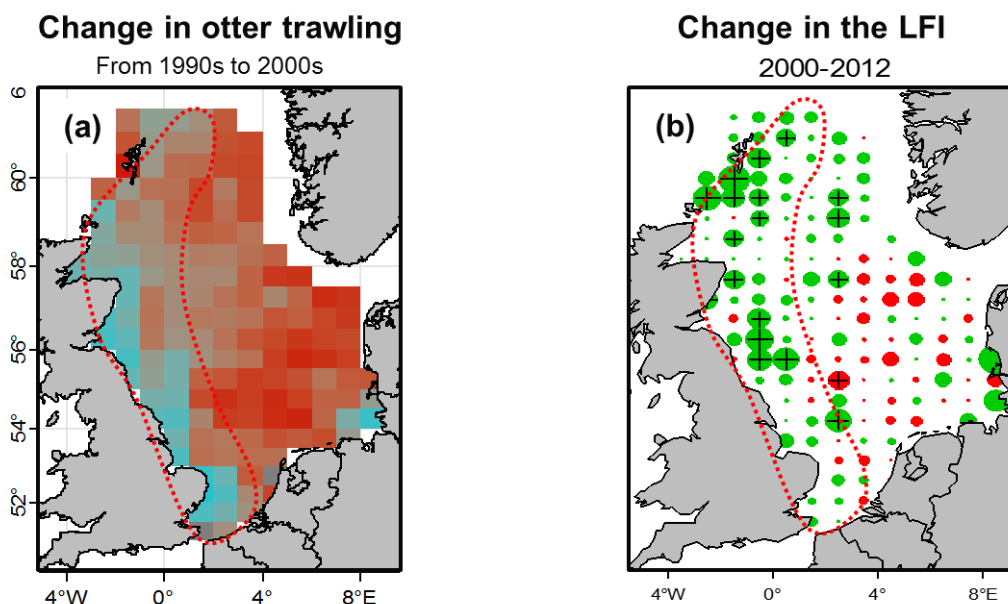 Change in otter trawling
From 1990s to 2000s
(a)
6
60°
58°
56°
54°
52°
4°W
0°
4°
8°E
Change in the LFI
2000-2012
(b)
4°W
0°
4°
8°E